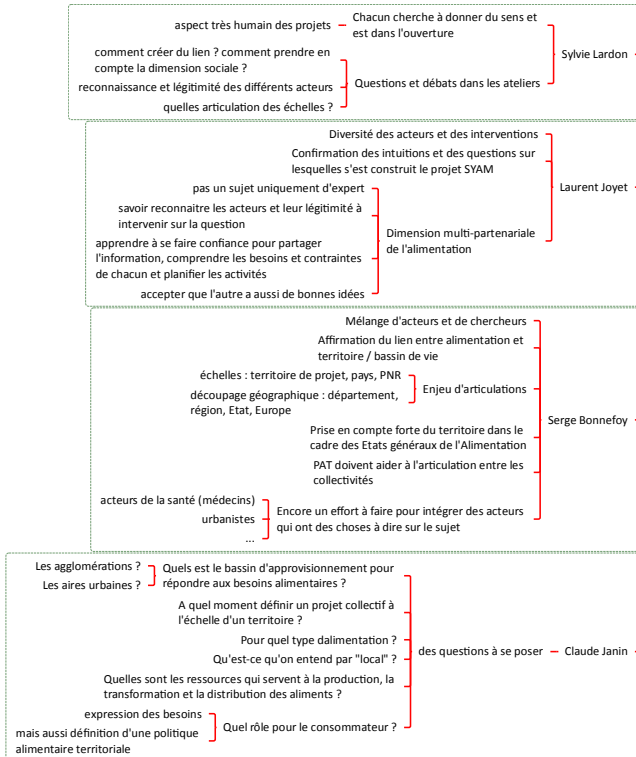 aspect très humain des projets
Chacun cherche à donner du sens et
est dans l'ouverture
Sylvie Lardon
comment créer du lien ? comment prendre en
compte la dimension sociale ?
reconnaissance et légitimité des différents acteurs
quelles articulation des échelles ?
Questions et débats dans les ateliers
Diversité des acteurs et des interventions
Confirmation des intuitions et des questions sur
lesquelles s'est construit le projet SYAM
Laurent Joyet
pas un sujet uniquement d'expert
savoir reconnaitre les acteurs et leur légitimité à
intervenir sur la question
apprendre à se faire confiance pour partager
l'information, comprendre les besoins et contraintes
de chacun et planifier les activités
accepter que l'autre a aussi de bonnes idées
Dimension multi-partenariale
de l'alimentation
Mélange d'acteurs et de chercheurs
Affirmation du lien entre alimentation et
territoire / bassin de vie
échelles : territoire de projet, pays, PNR
découpage géographique : département,
région, Etat, Europe
Enjeu d'articulations
Serge Bonnefoy
Prise en compte forte du territoire dans le
cadre des Etats généraux de l'Alimentation
PAT doivent aider à l'articulation entre les
collectivités
acteurs de la santé (médecins)
urbanistes
...
Encore un effort à faire pour intégrer des acteurs
qui ont des choses à dire sur le sujet
Les agglomérations ?
Les aires urbaines ?
Quels est le bassin d'approvisionnement pour
répondre aux besoins alimentaires ?
A quel moment définir un projet collectif à
l'échelle d'un territoire ?
Pour quel type dalimentation ?
Qu'est-ce qu'on entend par "local" ?
des questions à se poser
Claude Janin
Quelles sont les ressources qui servent à la production, la
transformation et la distribution des aliments ?
expression des besoins
mais aussi définition d'une politique
alimentaire territoriale
Quel rôle pour le consommateur ?